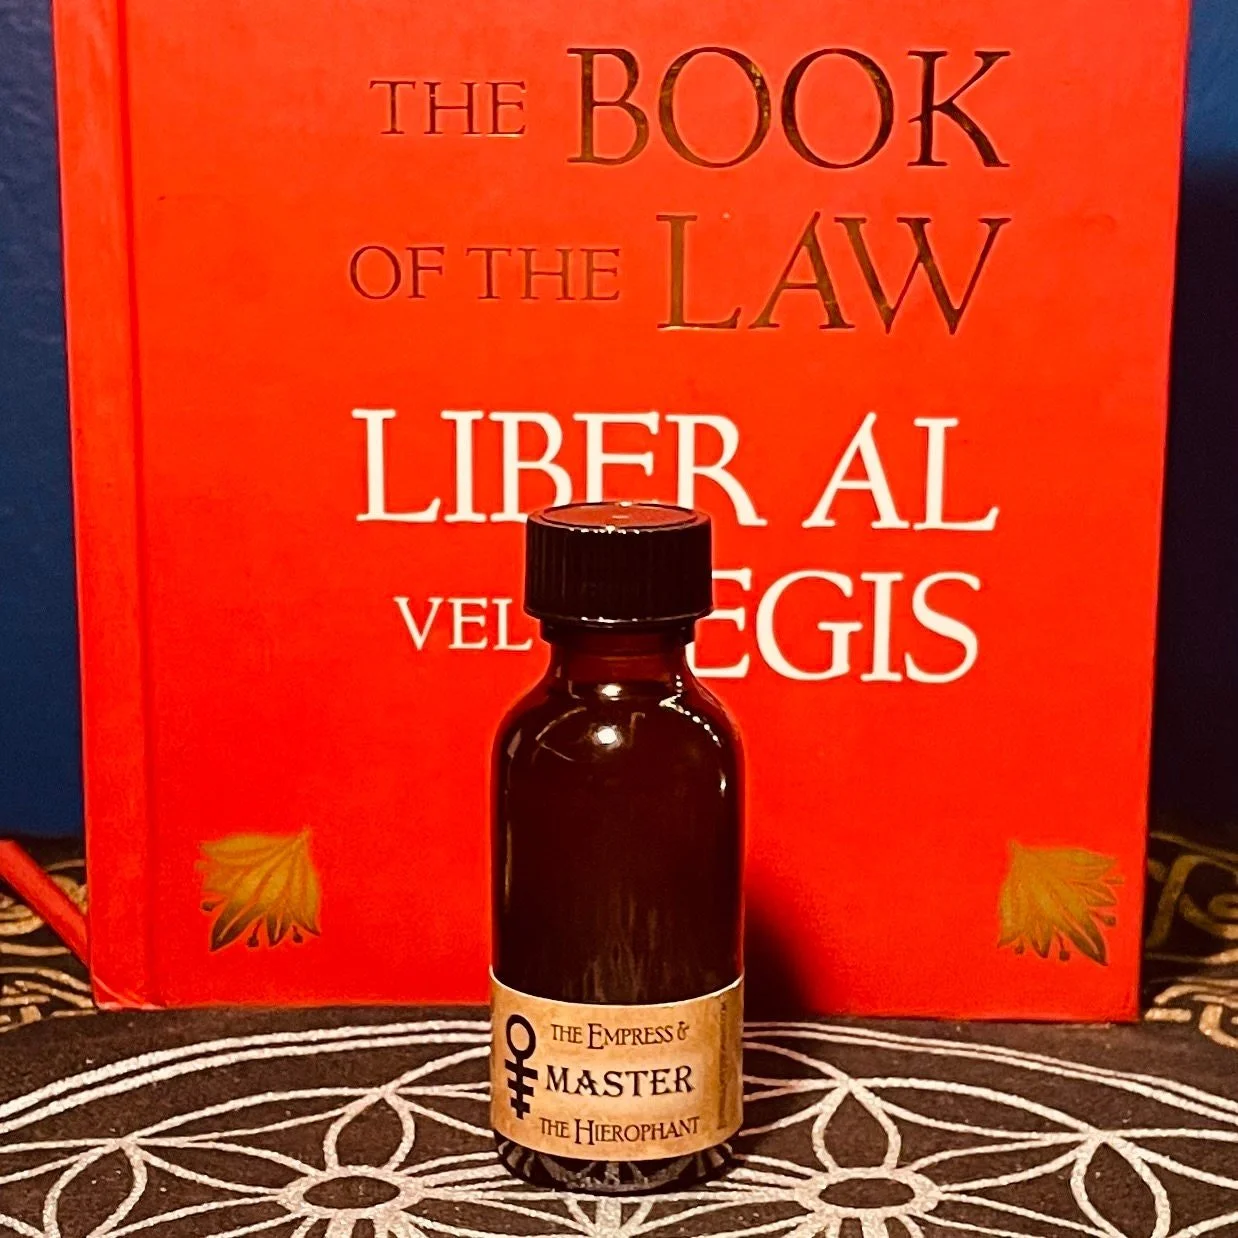 THE BOOK
OF THE LAW
LIBER AL
VEL EGIS
THE EMPRESS &
MASTER
THE HIEROPHANT